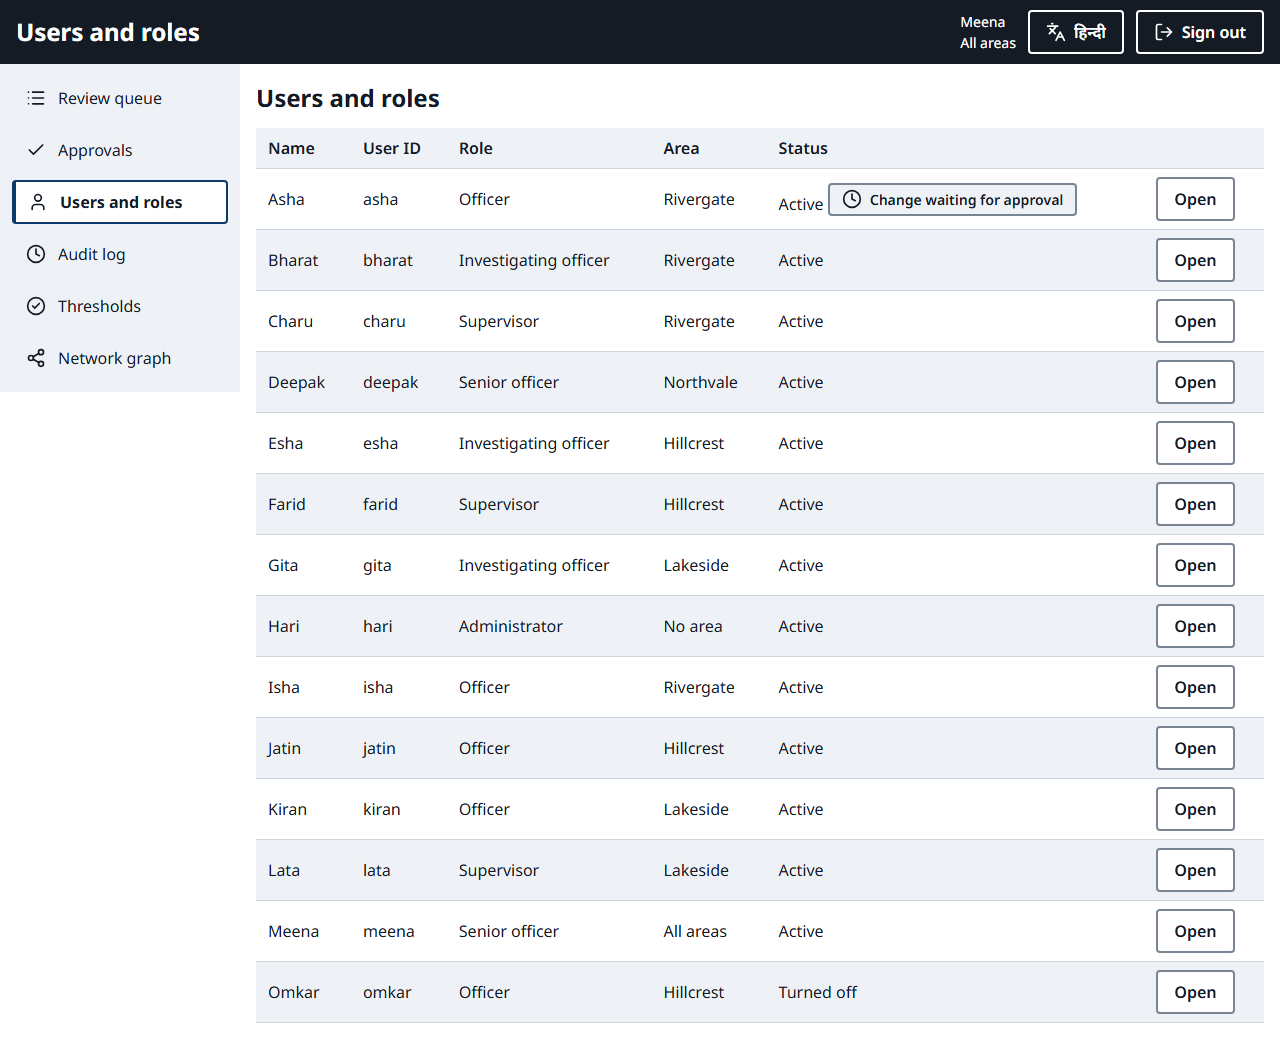 Users and roles
Meena
All areas
हिन्दी
Sign out
Review queue
Approvals
Users and roles
Audit log
Thresholds
Network graph
Users and roles
Name User ID Role Area Status
Asha asha Officer Rivergate Active Change waiting for approval Open
Bharat bharat Investigating officer Rivergate Active Open
Charu charu Supervisor Rivergate Active Open
Deepak deepak Senior officer Northvale Active Open
Esha esha Investigating officer Hillcrest Active Open
Farid farid Supervisor Hillcrest Active Open
Gita gita Investigating officer Lakeside Active Open
Hari hari Administrator No area Active Open
Isha isha Officer Rivergate Active Open
Jatin jatin Officer Hillcrest Active Open
Kiran kiran Officer Lakeside Active Open
Lata lata Supervisor Lakeside Active Open
Meena meena Senior officer All areas Active Open
Omkar omkar Officer Hillcrest Turned off Open